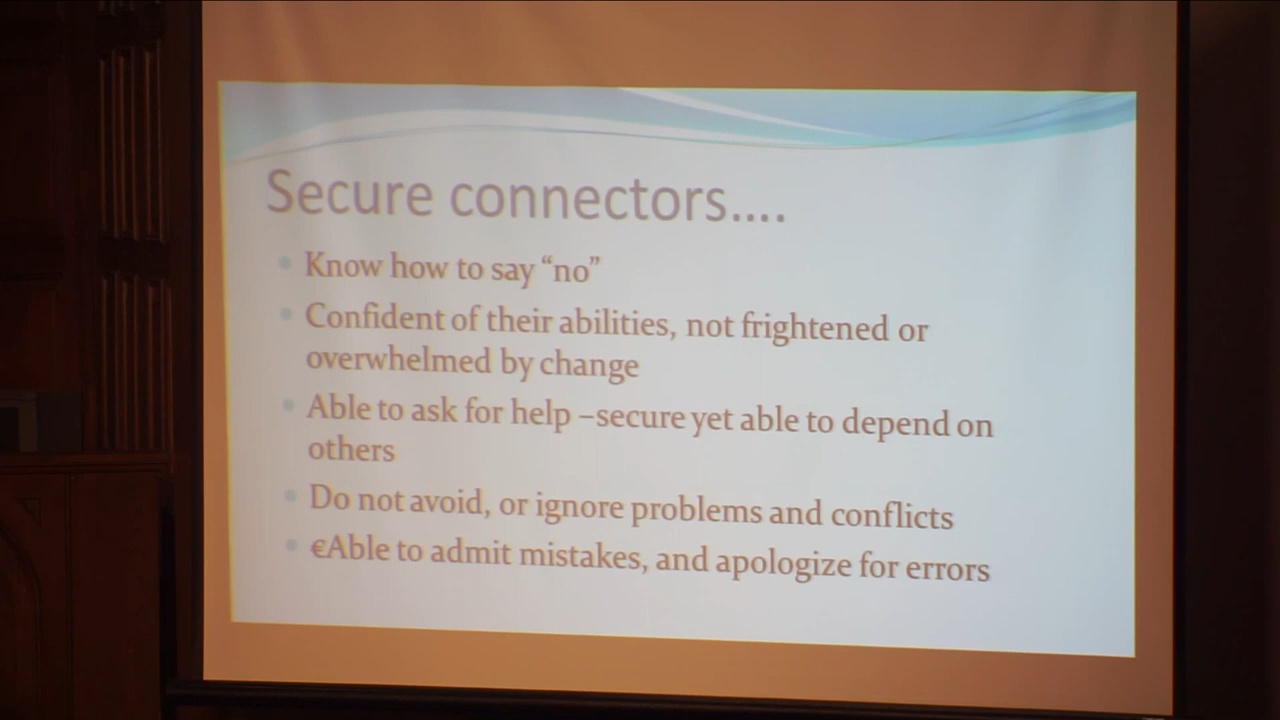 Secure connectors....
Know how to say “no”
Confident of their abilities, not frightened or
overwhelmed by change
Able to ask for help –secure yet able to depend on
others
Do not avoid, or ignore problems and conflicts
€Able to admit mistakes, and apologize for errors